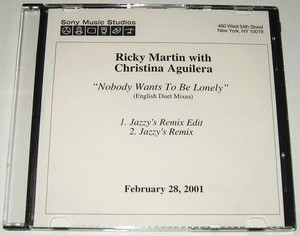 Sony Music Studios
460 West 54th Street
New York, NY 10019
Ricky Martin with
Christina Aguilera
"Nobody Wants To Be Lonely"
(English Duet Mixes)
1. Jazzy's Remix Edit
2. Jazzy's Remix
February 28, 2001